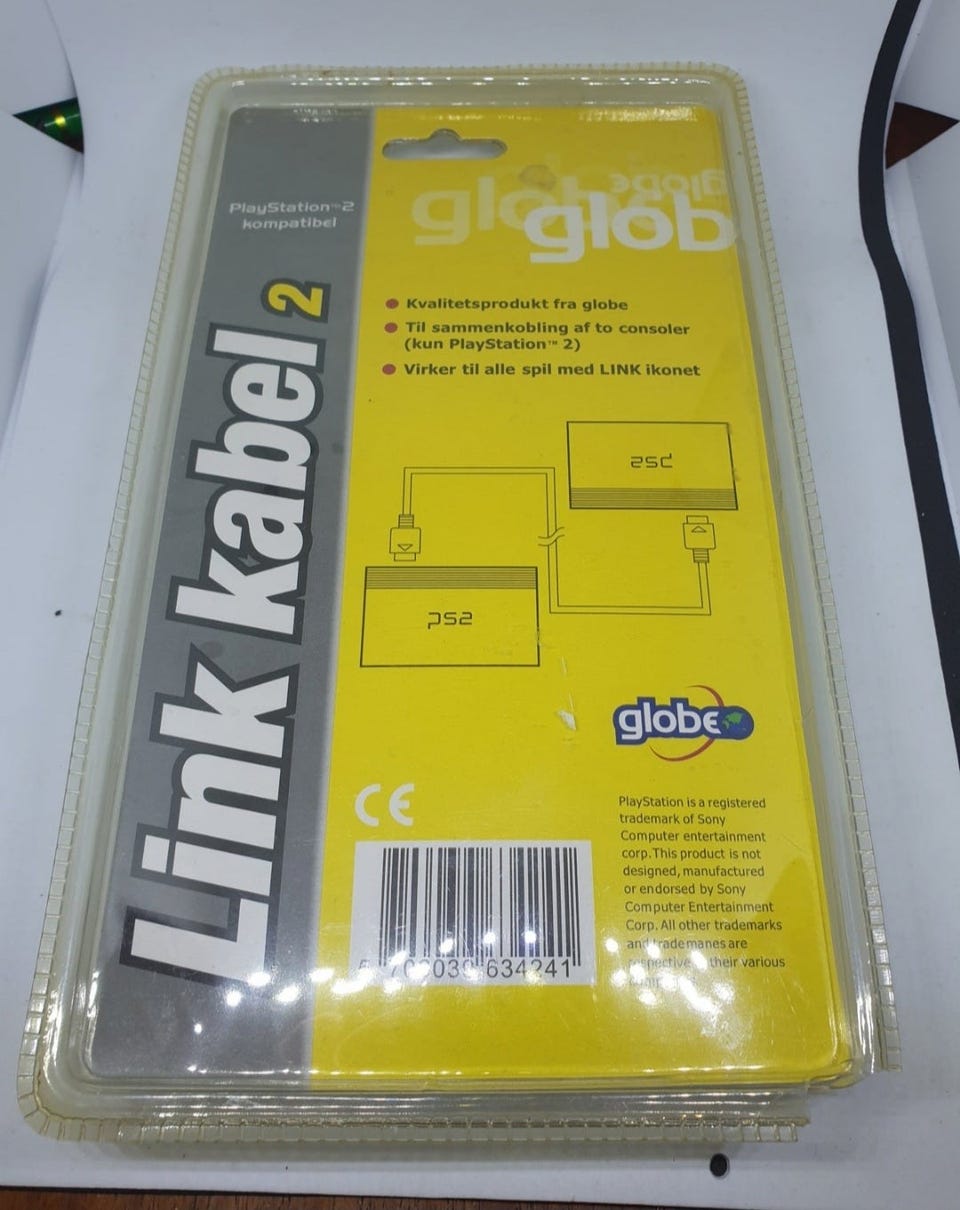 PlayStation™2
kompatibel
Link kabel 2
globe
globe
glob
Kvalitetsprodukt fra globe
Til sammenkobling af to consoler
(kun PlayStation™ 2)
Virker til alle spil med LINK ikonet
PS2
PS2
globe
CE
PlayStation is a registered
trademark of Sony
Computer entertainment
corp.This product is not
designed, manufactured
or endorsed by Sony
Computer Entertainment
Corp. All other trademarks
and trademanes are
their various
634241